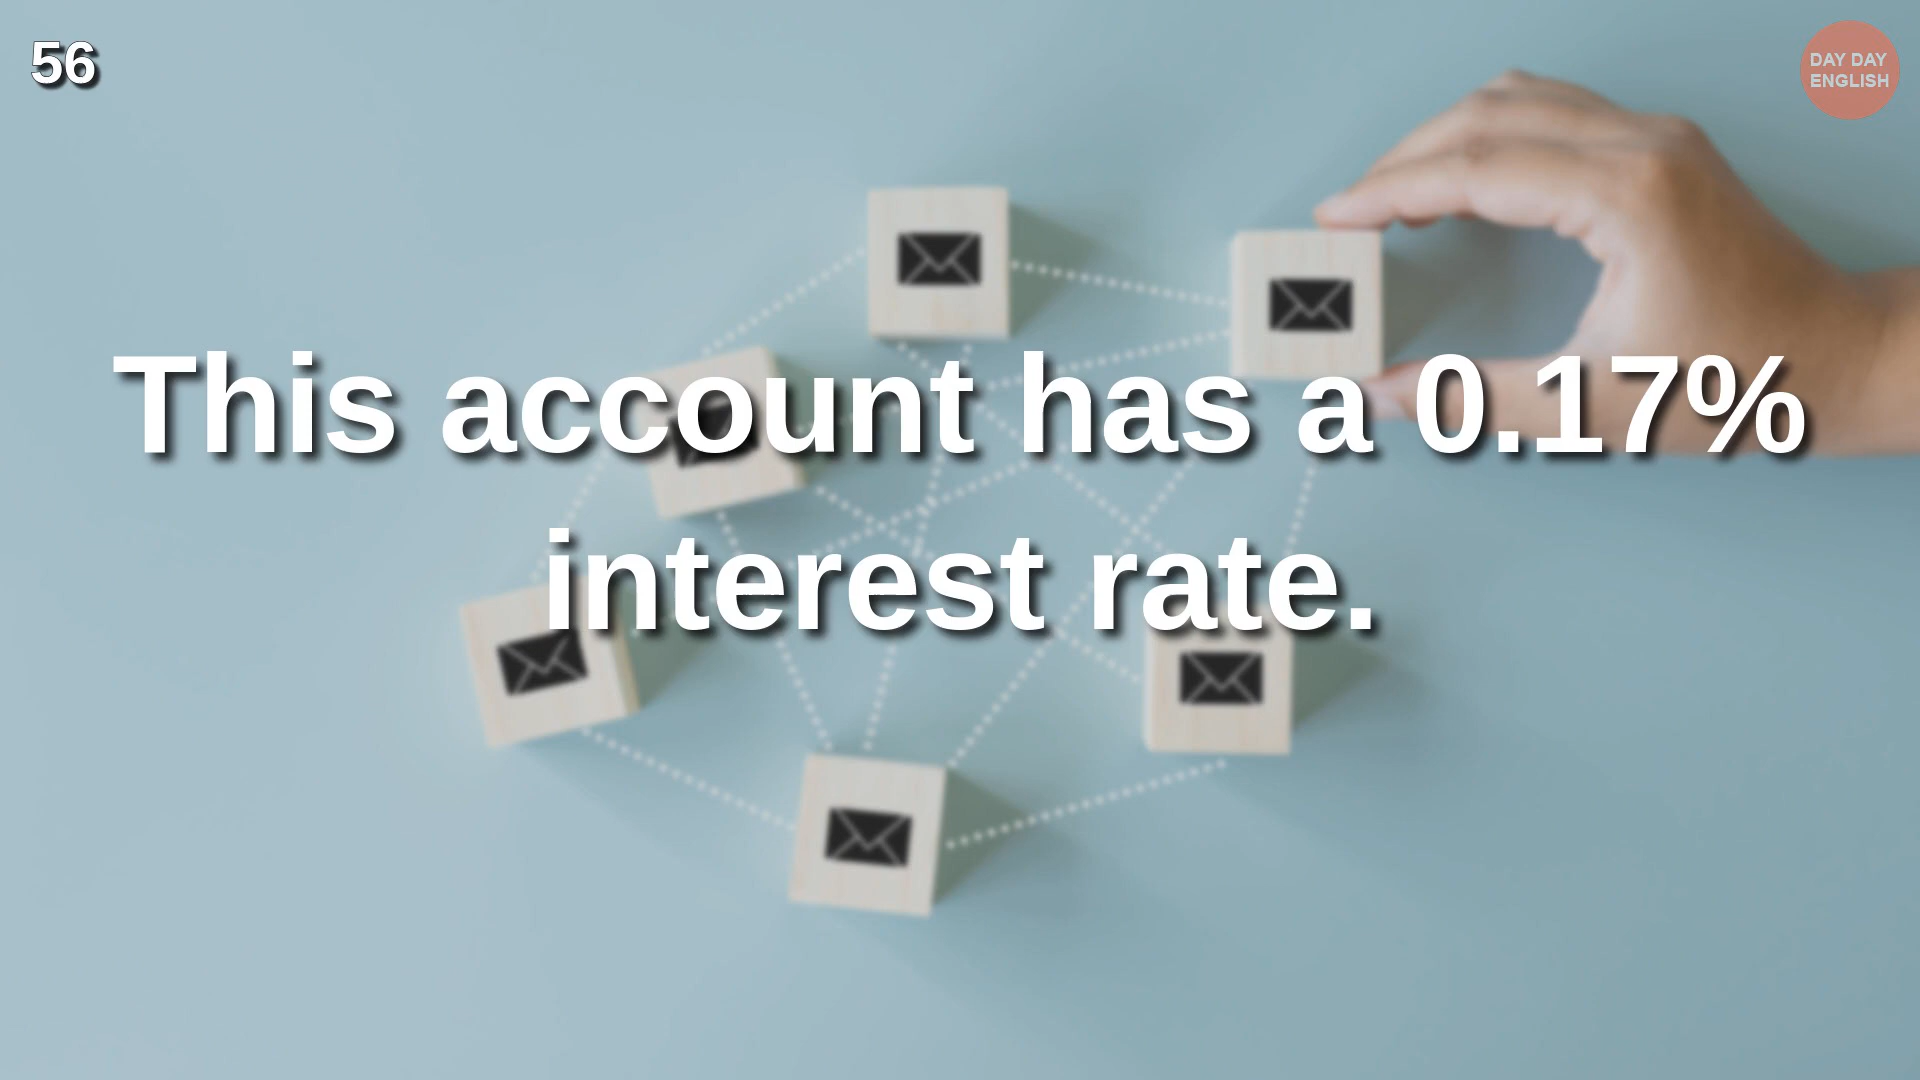 56
DAY DAY
ENGLISH
This account has a 0.17%
interest rate.